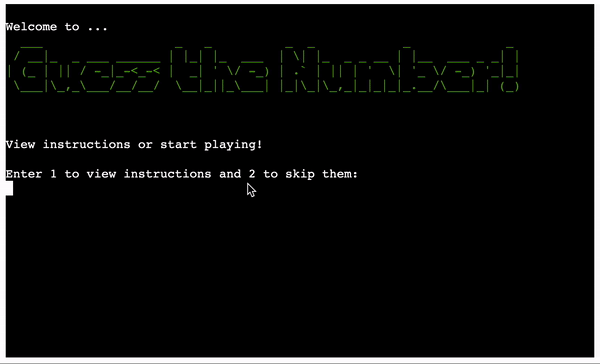 Welcome to ...
Guess the Number!
View instructions or start playing!
Enter 1 to view instructions and 2 to skip them: